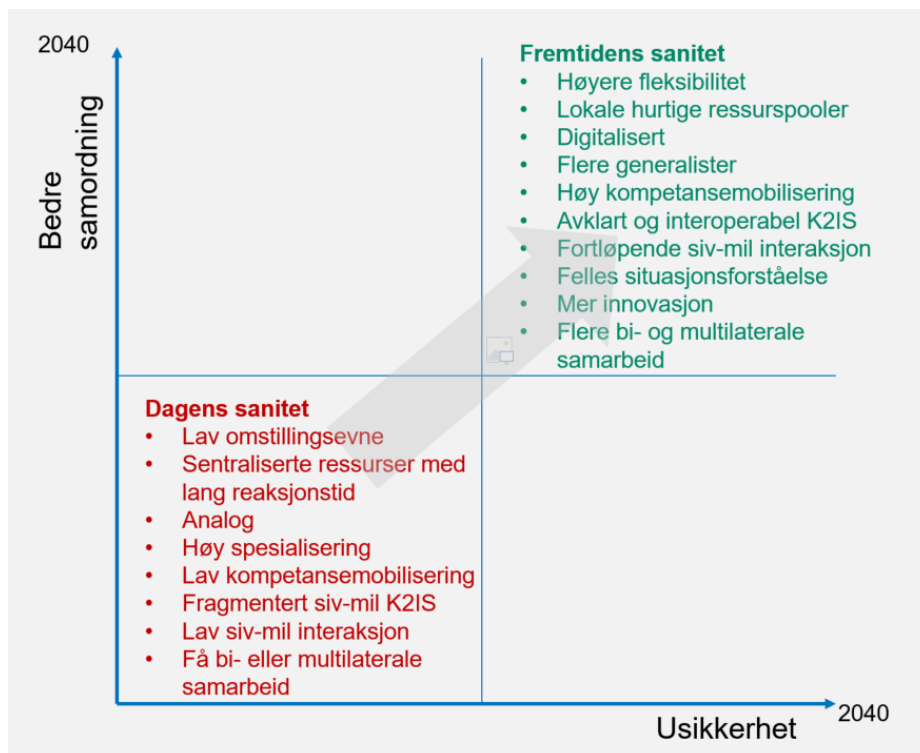 2040
Bedre
samordning
Fremtidens sanitet
• Høyere fleksibilitet
• Lokale hurtige ressurspooler
• Digitalisert
• Flere generalister
• Høy kompetansemobilisering
• Avklart og interoperabel K2IS
• Fortløpende siv-mil interaksjon
• Felles situasjonsforståelse
• Mer innovasjon
• Flere bi- og multilaterale
samarbeid
Dagens sanitet
• Lav omstillingsevne
• Sentraliserte ressurser med
lang reaksjonstid
• Analog
• Høy spesialisering
• Lav kompetansemobilisering
• Fragmentert siv-mil K2IS
• Lav siv-mil interaksjon
• Få bi- eller multilaterale
samarbeid
Usikkerhet
2040